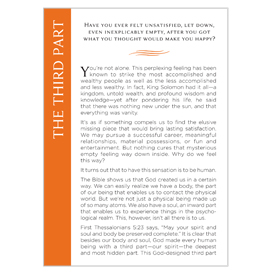 THE THIRD PART
HAVE YOU EVER FELT UNSATISFIED, LET DOWN,
EVEN INEXPLICABLY EMPTY, AFTER YOU GOT
WHAT YOU THOUGHT WOULD MAKE YOU HAPPY?
You're not alone. This perplexing feeling has been
known to strike the most accomplished and
wealthy people as well as the less accomplished
and less wealthy. In fact, King Solomon had it all—a
kingdom, untold wealth, and profound wisdom and
knowledge—yet after pondering his life, he said
that there was nothing new under the sun, and that
everything was vanity.
It's as if something compels us to find the elusive
missing piece that would bring lasting satisfaction.
We may pursue a successful career, meaningful
relationships, material possessions, or fun and
entertainment. But nothing cures that mysterious
empty feeling way down inside. Why do we feel
this way?
It turns out that to have this sensation is to be human.
The Bible shows us that God created us in a certain
way. We can easily realize we have a body, the part
of our being that enables us to contact the physical
world. But we're not just a physical being made up
of so many atoms. We also have a soul, an inward part
that enables us to experience things in the psycho-
logical realm. This, however, isn't all there is to us.
First Thessalonians 5:23 says, "May your spirit and
soul and body be preserved complete." It is clear that
besides our body and soul, God made every human
being with a third part—our spirit—the deepest
and most hidden part. This God-designed third part